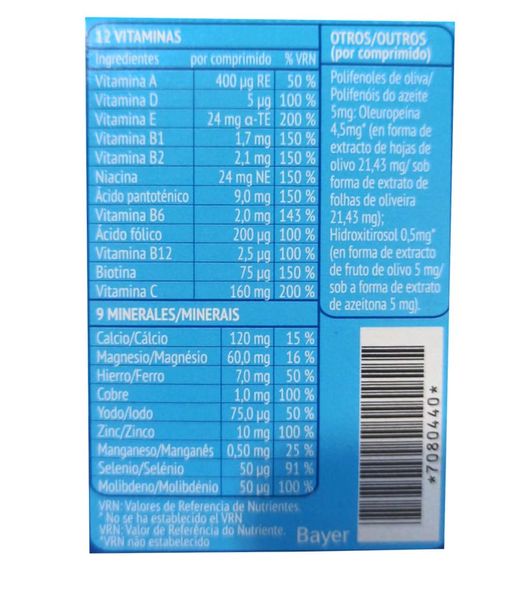 12 VITAMINAS
Ingredientes por comprimido % VRN
Vitamina A 400 µg RE 50 %
Vitamina D 5 µg 100 %
Vitamina E 24 mg α-TE 200 %
Vitamina B1 1,7 mg 150 %
Vitamina B2 2,1 mg 150 %
Niacina 24 mg NE 150 %
Ácido pantoténico 9,0 mg 150 %
Vitamina B6 2,0 mg 143 %
Ácido fólico 200 µg 100 %
Vitamina B12 2,5 µg 100 %
Biotina 75 µg 150 %
Vitamina C 160 mg 200 %
9 MINERALES/MINERAIS
Calcio/Cálcio 120 mg 15 %
Magnesio/Magnésio 60,0 mg 16 %
Hierro/Ferro 7,0 mg 50 %
Cobre 1,0 mg 100 %
Yodo/Iodo 75,0 µg 50 %
Zinc/Zinco 10 mg 100 %
Manganeso/Manganês 0,50 mg 25 %
Selenio/Selénio 50 µg 91 %
Molibdeno/Molibdénio 50 µg 100 %
VRN: Valores de Referencia de Nutrientes.
* No se ha establecido el VRN
VRN: Valor de Referência do Nutriente.
*VRN não estabelecido
OTROS/OUTROS
(por comprimido)
Polifenoles de oliva/
Polifenóis do azeite
5mg: Oleuropeína
4,5mg* (en forma de
extracto de hojas de
olivo 21,43 mg/ sob
forma de extrato de
folhas de oliveira
21,43 mg);
Hidroxitirosol 0,5mg*
(en forma de extracto
de fruto de olivo 5 mg/
sob a forma de extrato
de azeitona 5 mg).
*7080440*
Bayer